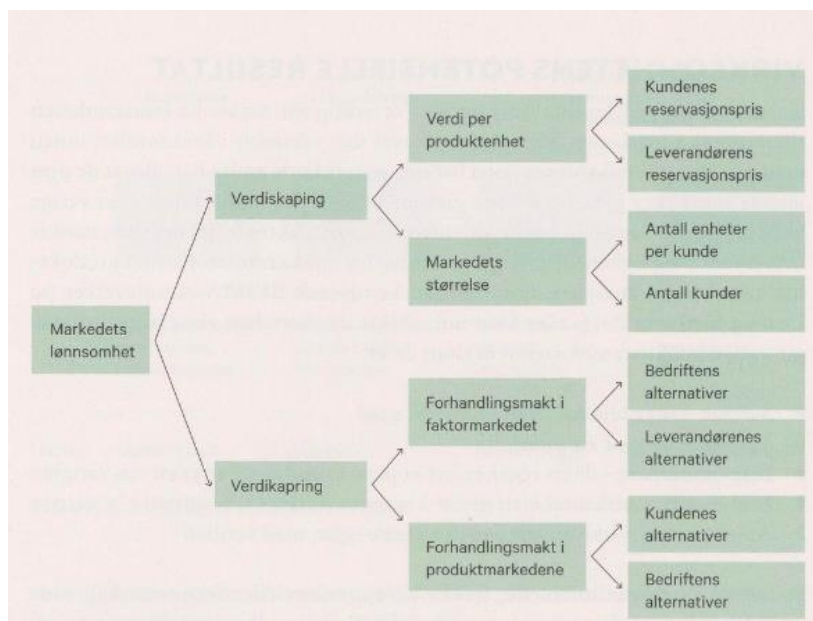 Markedets
lønnsomhet
Verdiskaping
Verdikapring
Verdi per
produktenhet
Markedets
størrelse
Forhandlingsmakt i
faktormarkedet
Forhandlingsmakt i
produktmarkedene
Kundenes
reservasjonspris
Leverandørens
reservasjonspris
Antall enheter
per kunde
Antall kunder
Bedriftens
alternativer
Leverandørenes
alternativer
Kundenes
alternativer
Bedriftens
alternativer